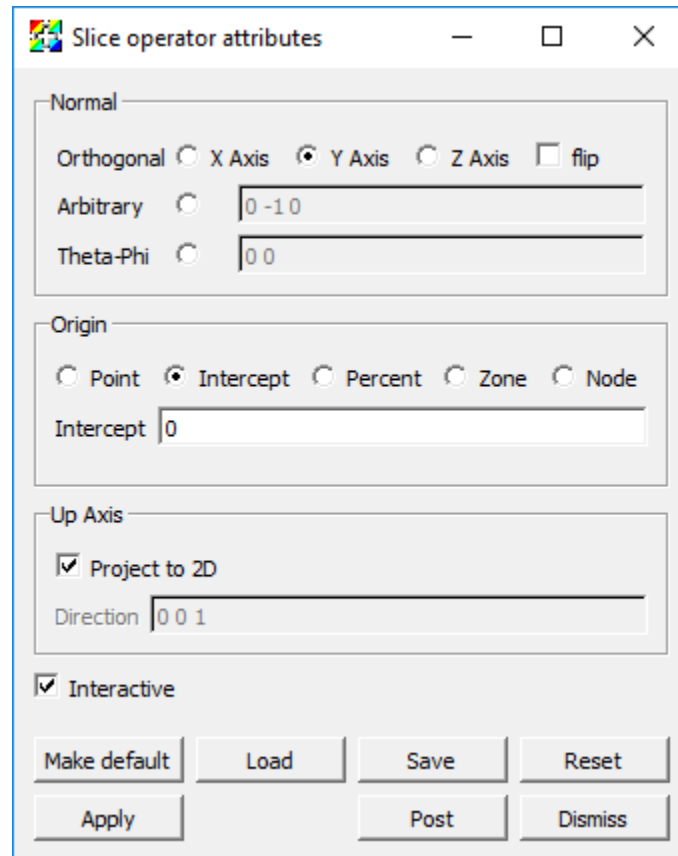 Slice operator attributes
Normal
Orthogonal X Axis Y Axis Z Axis flip
Arbitrary 0 -1 0
Theta-Phi 0 0
Origin
Point Intercept Percent Zone Node
Intercept 0
Up Axis
Project to 2D
Direction 0 0 1
Interactive
Make default Load Save Reset
Apply Post Dismiss